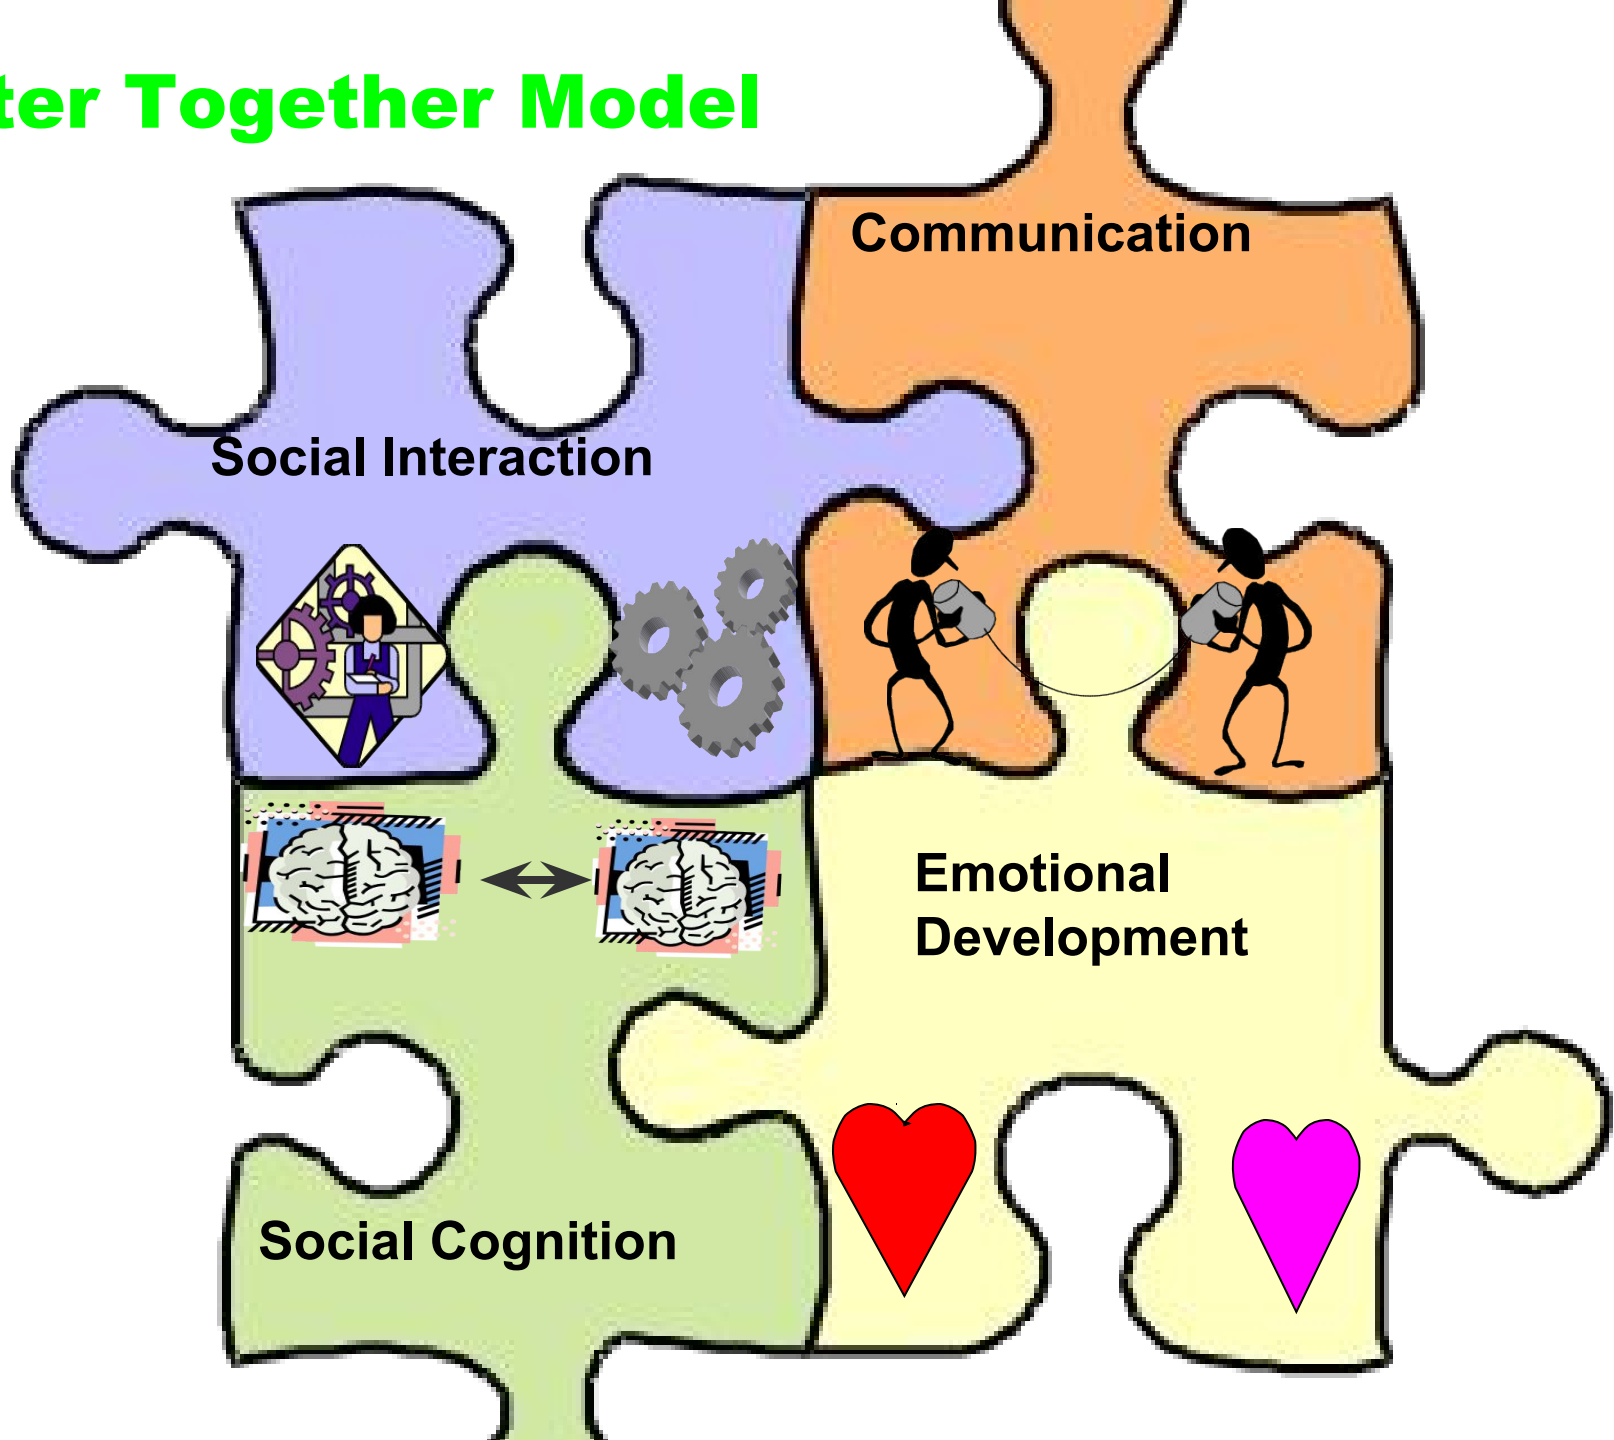 ter Together Model
Communication
Social Interaction
Emotional
Development
Social Cognition